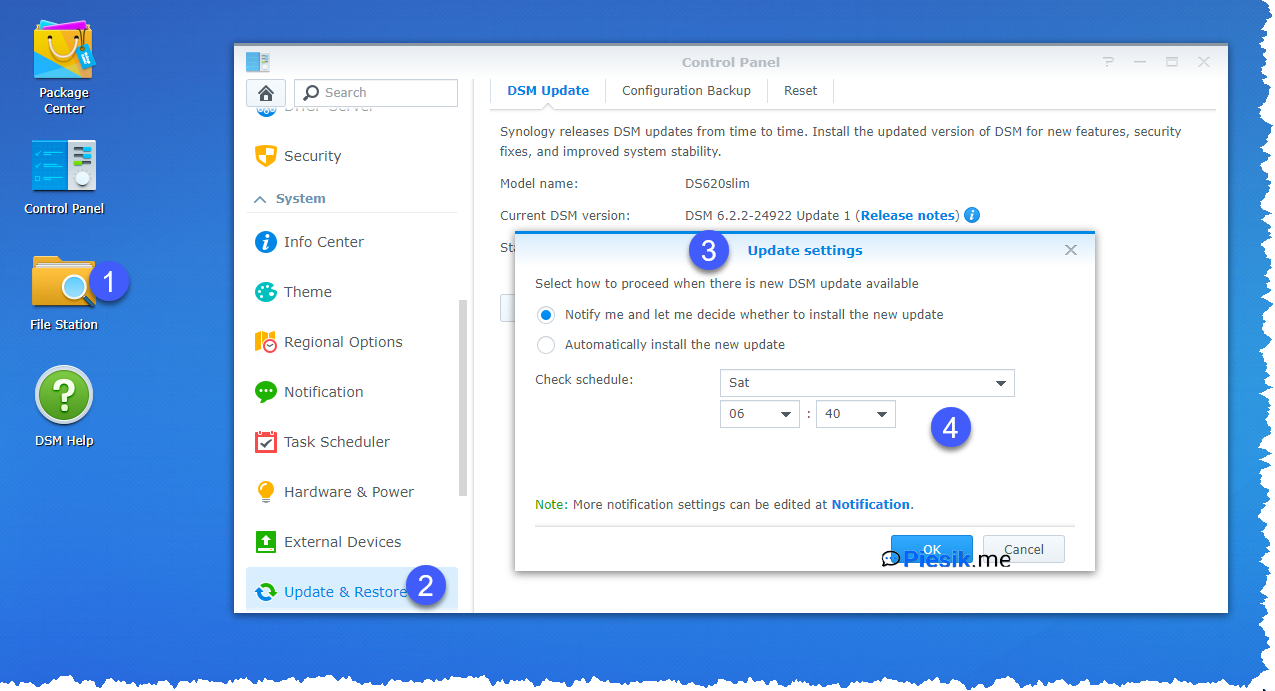 Package
Center
Control Panel
File Station
1
DSM Help
Control Panel
Search
Security
System
Info Center
Theme
Regional Options
Notification
Task Scheduler
Hardware & Power
External Devices
Update & Restore
2
DSM Update
Configuration Backup
Reset
Synology releases DSM updates from time to time. Install the updated version of DSM for new features, security
fixes, and improved system stability.
Model name: DS620slim
Current DSM version: DSM 6.2.2-24922 Update 1 (Release notes)
3
Update settings
Select how to proceed when there is new DSM update available
Notify me and let me decide whether to install the new update
Automatically install the new update
Check schedule: Sat
06 : 40
4
Note: More notification settings can be edited at Notification.
OK
Cancel
Piesik.me